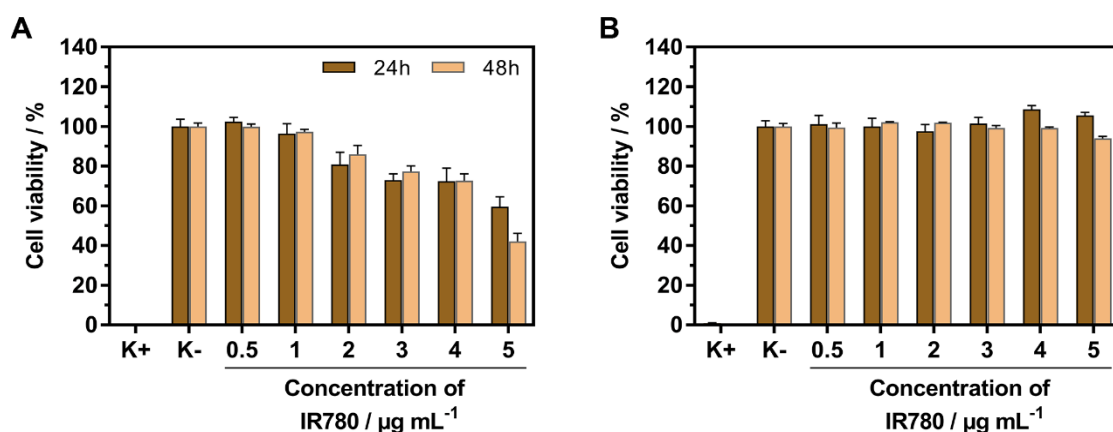 A
Cell viability / %
140
120
100
80
60
40
20
0
24h 48h
K+ K- 0.5 1 2 3 4 5
Concentration of
IR780 / µg mL⁻¹
B
Cell viability / %
140
120
100
80
60
40
20
0
K+ K- 0.5 1 2 3 4 5
Concentration of
IR780 / µg mL⁻¹